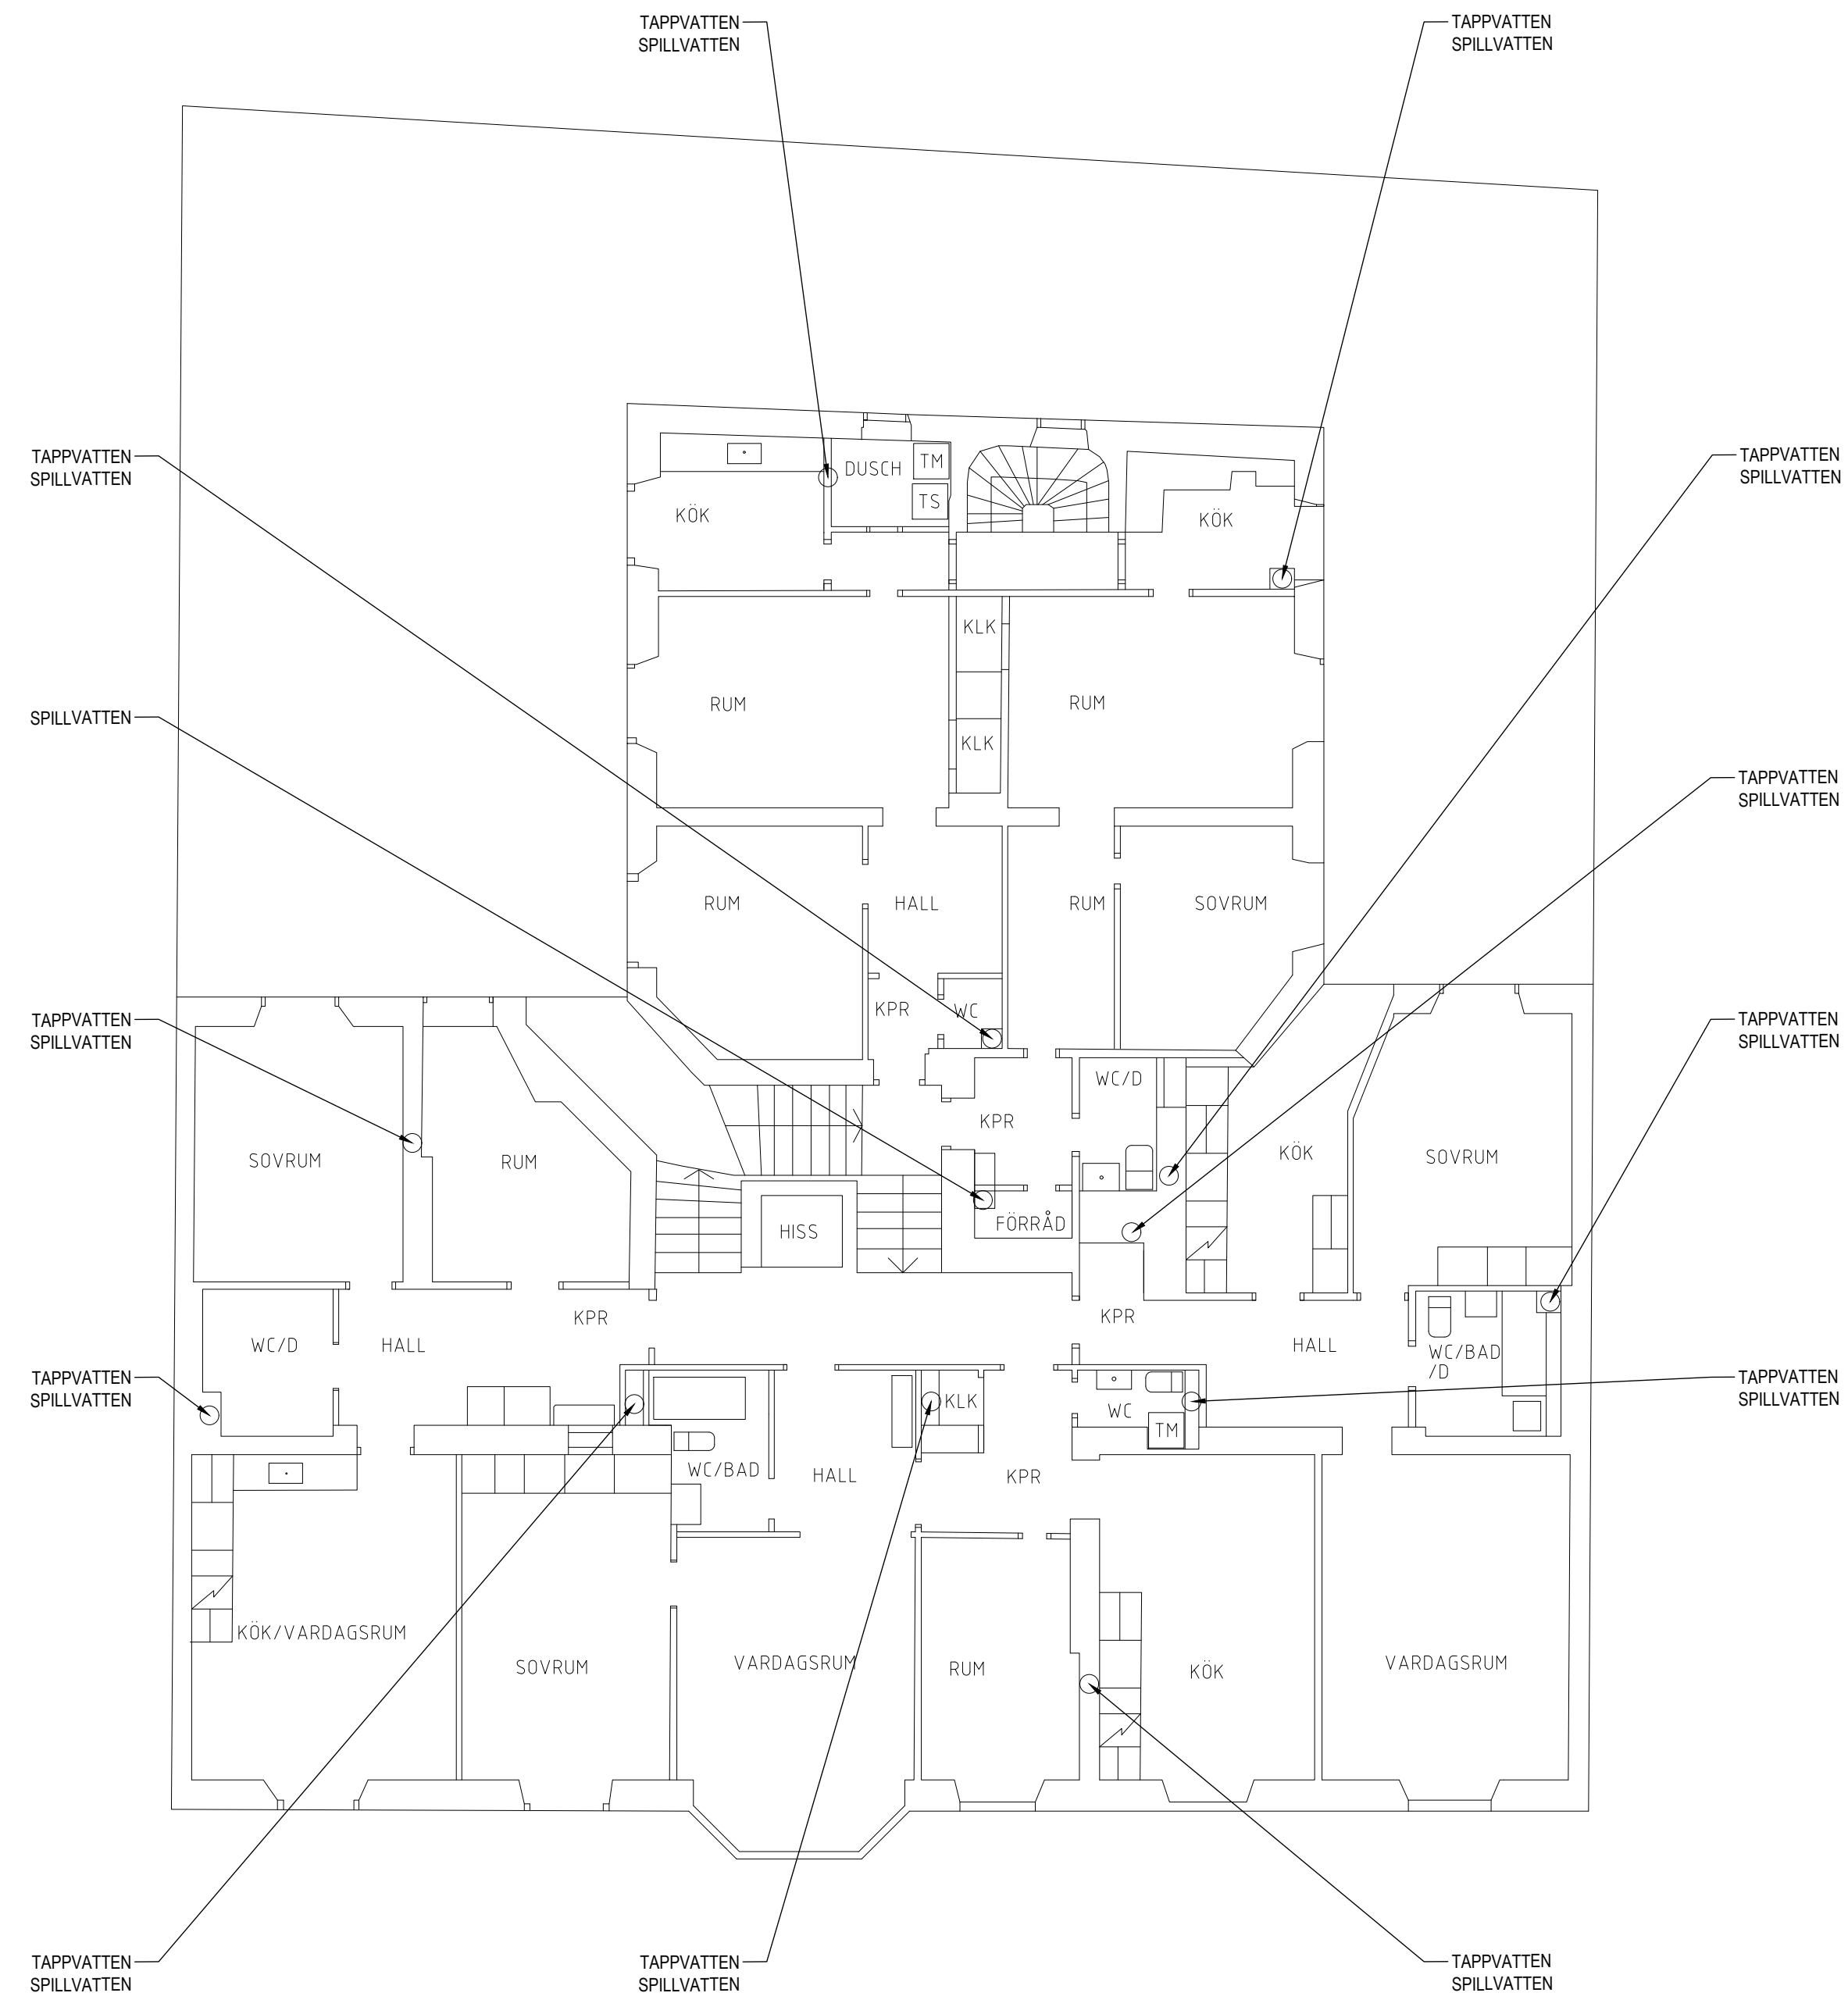 TAPPVATTEN
SPILLVATTEN
TAPPVATTEN
SPILLVATTEN
TAPPVATTEN
SPILLVATTEN
TAPPVATTEN
SPILLVATTEN
DUSCH
TM
TS
KÖK
KÖK
KLK
RUM
RUM
SPILLVATTEN
KLK
TAPPVATTEN
SPILLVATTEN
RUM
HALL
RUM
SOVRUM
KPR
WC
TAPPVATTEN
SPILLVATTEN
TAPPVATTEN
SPILLVATTEN
WC/D
KPR
SOVRUM
RUM
KÖK
SOVRUM
HISS
FÖRRÅD
KPR
KPR
WC/D
HALL
HALL
WC/BAD
/D
TAPPVATTEN
SPILLVATTEN
TAPPVATTEN
SPILLVATTEN
KLK
WC
TM
WC/BAD
HALL
KPR
KÖK/VARDAGSRUM
SOVRUM
VARDAGSRUM
RUM
KÖK
VARDAGSRUM
TAPPVATTEN
SPILLVATTEN
TAPPVATTEN
SPILLVATTEN
TAPPVATTEN
SPILLVATTEN